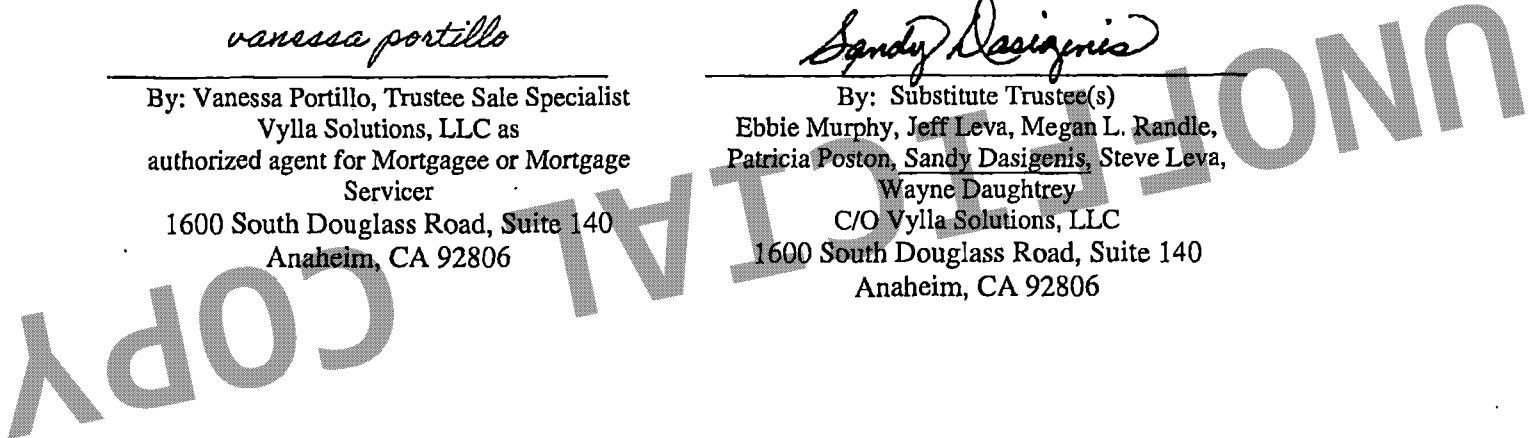 vanessa portillo
By: Vanessa Portillo, Trustee Sale Specialist
Vylla Solutions, LLC as
authorized agent for Mortgagee or Mortgage
Servicer
1600 South Douglass Road, Suite 140
Anaheim, CA 92806
Sandy Dasigenis
By: Substitute Trustee(s)
Ebbie Murphy, Jeff Leva, Megan L. Randle,
Patricia Poston, Sandy Dasigenis, Steve Leva,
Wayne Daughtrey
C/O Vylla Solutions, LLC
1600 South Douglass Road, Suite 140
Anaheim, CA 92806
UNOFFICIAL COPY